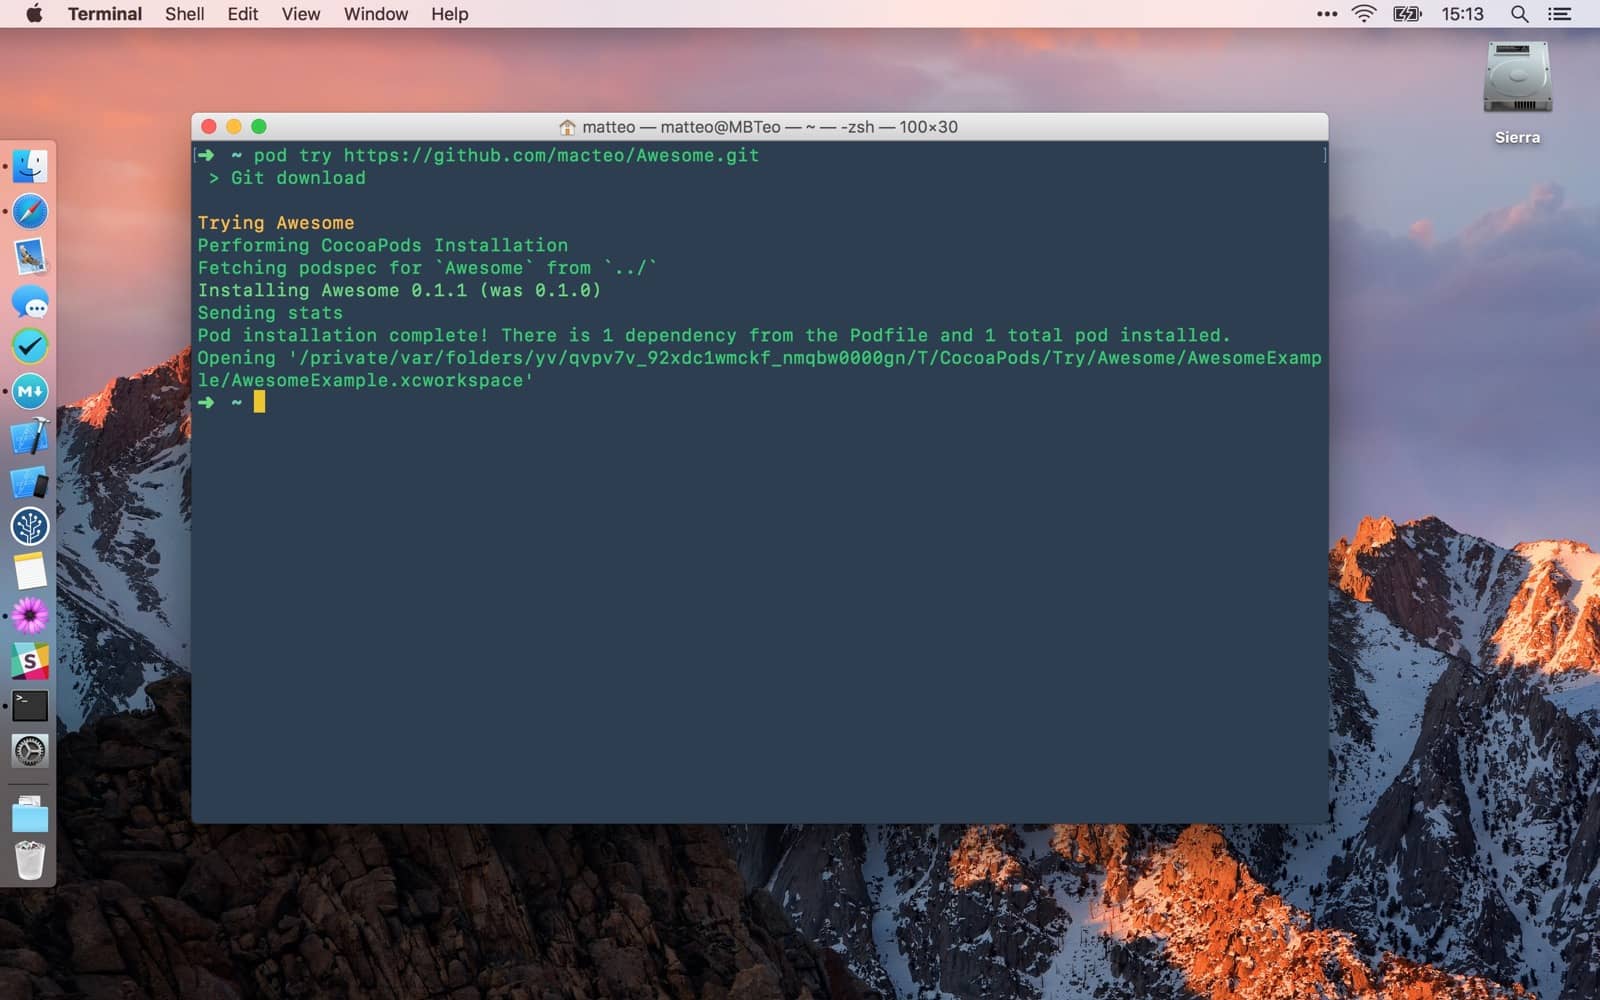 Terminal Shell Edit View Window Help 15:13
Sierra
matteo — matteo@MBTeo — ~ — -zsh — 100×30
[➜ ~ pod try https://github.com/macteo/Awesome.git ]
> Git download
Trying Awesome
Performing CocoaPods Installation
Fetching podspec for `Awesome` from `../`
Installing Awesome 0.1.1 (was 0.1.0)
Sending stats
Pod installation complete! There is 1 dependency from the Podfile and 1 total pod installed.
Opening '/private/var/folders/yv/qvpv7v_92xdc1wmckf_nmqbw0000gn/T/CocoaPods/Try/Awesome/AwesomeExamp
le/AwesomeExample.xcworkspace'
➜ ~
M↓
S
>_